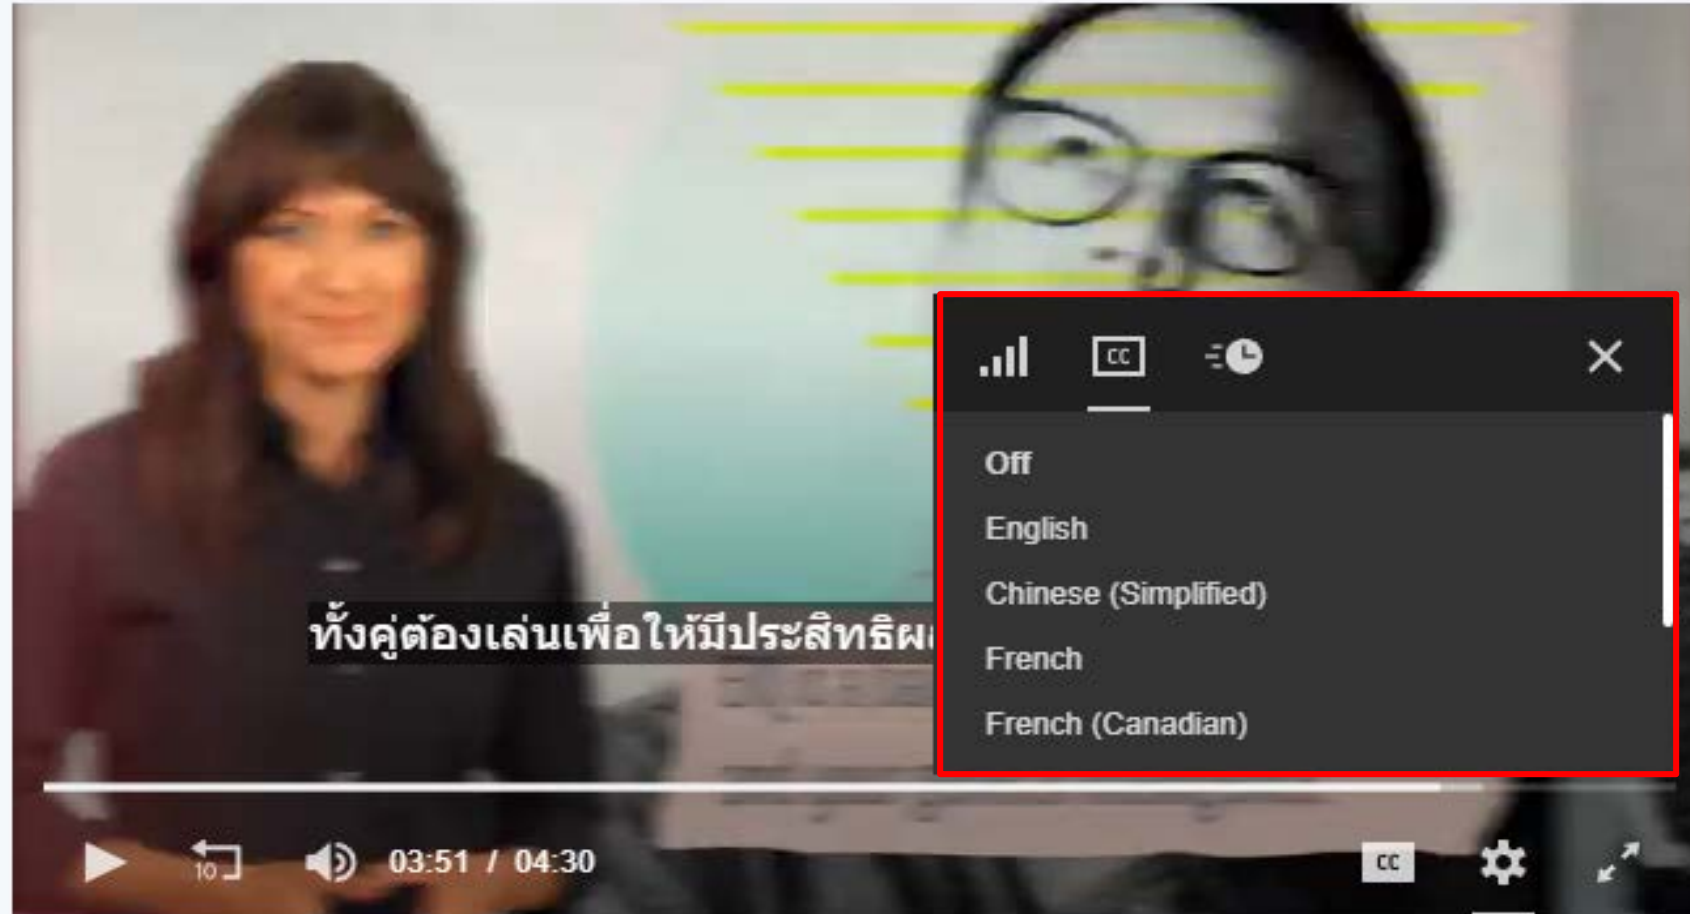 CC
Off
English
Chinese (Simplified)
French
French (Canadian)
ทั้งคู่ต้องเล่นเพื่อให้มีประสิทธิผ
10
03:51 / 04:30
CC